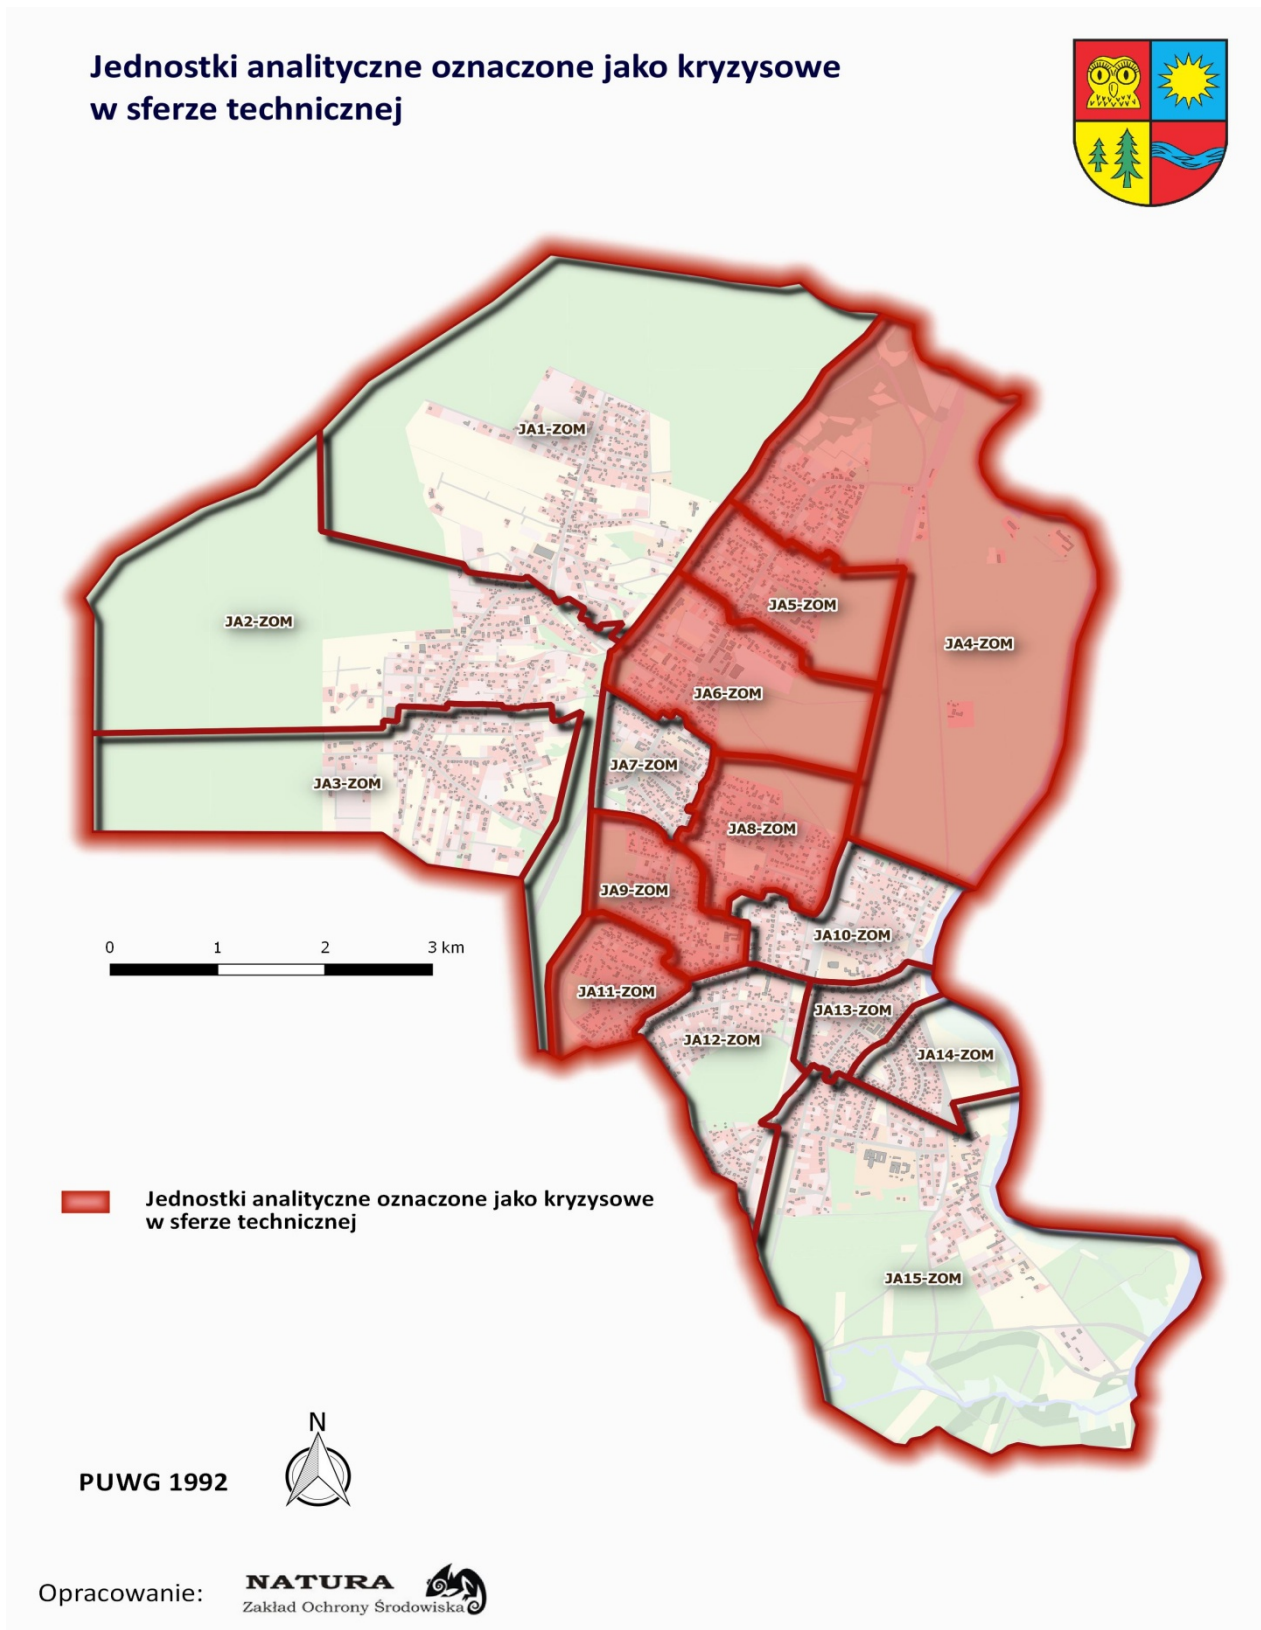 Jednostki analityczne oznaczone jako kryzysowe
w sferze technicznej
JA1-ZOM
JA5-ZOM
JA2-ZOM
JA4-ZOM
JA6-ZOM
JA7-ZOM
JA3-ZOM
JA8-ZOM
JA9-ZOM
JA10-ZOM
0 1 2 3 km
JA11-ZOM
JA13-ZOM
JA12-ZOM
JA14-ZOM
Jednostki analityczne oznaczone jako kryzysowe
w sferze technicznej
JA15-ZOM
N
PUWG 1992
Opracowanie:
NATURA
Zakład Ochrony Środowiska